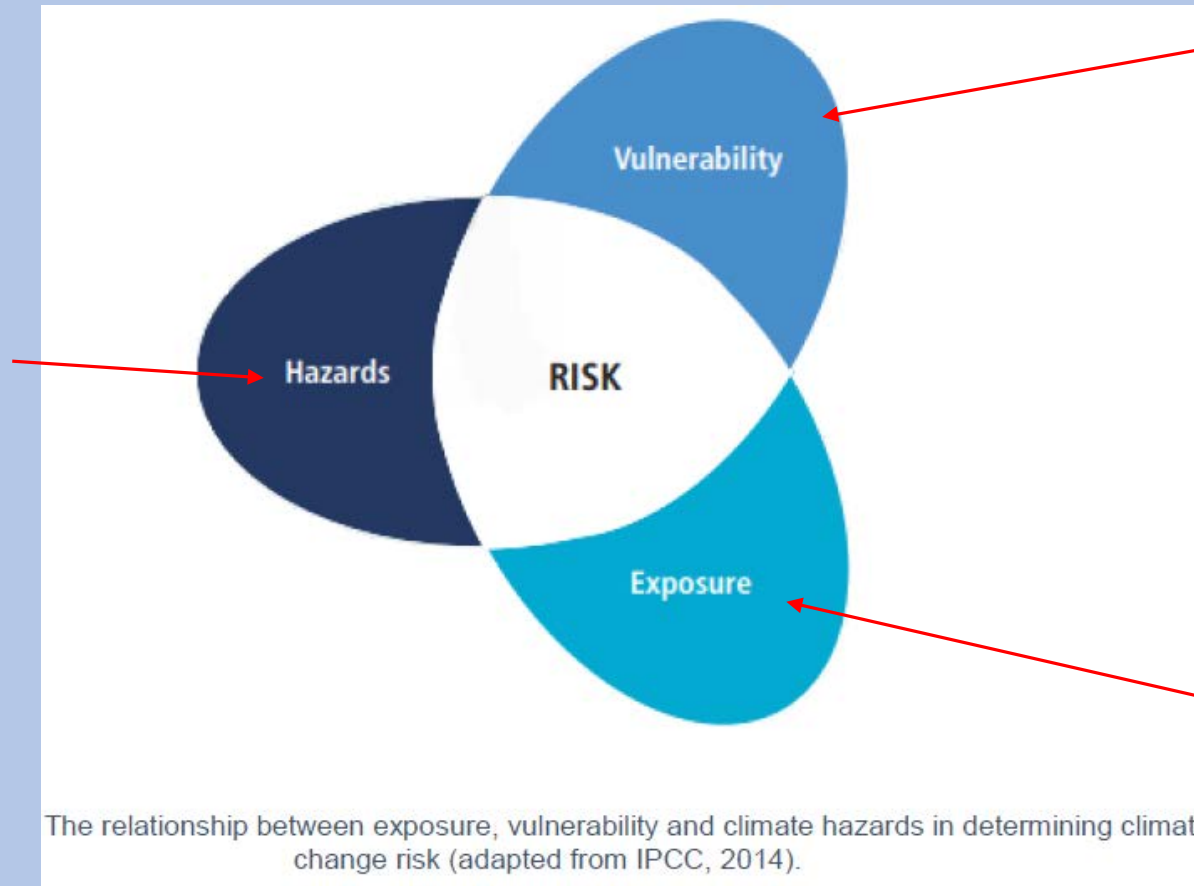 Vulnerability
Hazards
RISK
Exposure
The relationship between exposure, vulnerability and climate hazards in determining climat
change risk (adapted from IPCC, 2014).